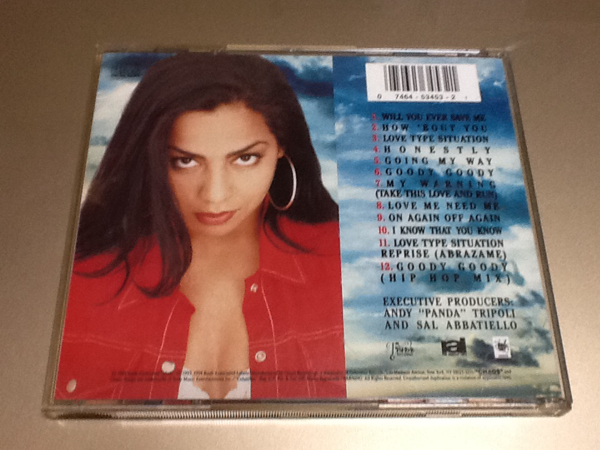 0 7464-53453-2
1. WILL YOU EVER SAVE ME
2. HOW 'BOUT YOU
3. LOVE TYPE SITUATION
4. HONESTLY
5. GOING MY WAY
6. GOODY GOODY
7. MY WARNING
(TAKE THIS LOVE AND RUN)
8. LOVE ME NEED ME
9. ON AGAIN OFF AGAIN
10. I KNOW THAT YOU KNOW
11. LOVE TYPE SITUATION
REPRISE (ABRAZAME)
12. GOODY GOODY
(HIP HOP MIX)
EXECUTIVE PRODUCERS:
ANDY "PANDA" TRIPOLI
AND SAL ABBATIELLO
ral